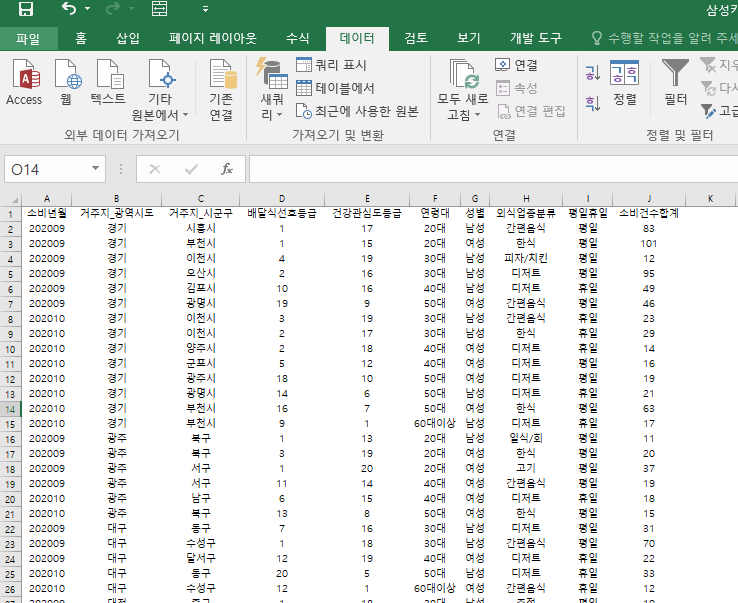 삼성카
파일 홈 삽입 페이지 레이아웃 수식 데이터 검토 보기 개발 도구 수행할 작업을 알려 주세
Access 웹 텍스트 기타 원본에서 기존 연결 새쿼리 쿼리 표시 테이블에서 최근에 사용한 원본 모두 새로 고침 연결 속성 연결 편집 정렬 필터 지우 다시 고급
외부 데이터 가져오기 가져오기 및 변환 연결 정렬 및 필터
O14 fx
A B C D E F G H I J K
1 소비년월 거주지_광역시도 거주지_시군구 배달식선호등급 건강관심도등급 연령대 성별 외식업종분류 평일휴일 소비건수합계
2 202009 경기 시흥시 1 17 20대 남성 간편음식 평일 83
3 202009 경기 부천시 1 15 20대 여성 한식 평일 101
4 202009 경기 이천시 4 19 30대 남성 피자/치킨 평일 12
5 202009 경기 오산시 2 16 30대 남성 디저트 평일 95
6 202009 경기 김포시 10 16 40대 여성 디저트 휴일 49
7 202009 경기 광명시 19 9 50대 여성 간편음식 평일 46
8 202010 경기 이천시 3 19 30대 남성 간편음식 휴일 23
9 202010 경기 이천시 2 17 30대 남성 한식 휴일 29
10 202010 경기 양주시 2 18 40대 여성 디저트 휴일 14
11 202010 경기 군포시 5 12 40대 남성 디저트 평일 16
12 202010 경기 광주시 18 10 50대 여성 디저트 평일 19
13 202010 경기 광명시 14 6 50대 남성 디저트 휴일 21
14 202010 경기 부천시 16 7 50대 여성 한식 평일 63
15 202010 경기 부천시 9 1 60대이상 남성 디저트 휴일 17
16 202009 광주 북구 1 13 20대 남성 일식/회 평일 11
17 202009 광주 북구 3 19 20대 여성 한식 평일 20
18 202009 광주 서구 1 20 20대 여성 고기 평일 37
19 202009 광주 서구 11 14 40대 여성 간편음식 평일 19
20 202010 광주 남구 6 15 40대 남성 디저트 휴일 18
21 202010 광주 북구 13 8 50대 여성 한식 평일 15
22 202009 대구 동구 7 16 30대 남성 디저트 평일 31
23 202009 대구 수성구 1 18 30대 여성 간편음식 평일 70
24 202009 대구 달서구 12 19 40대 여성 디저트 휴일 22
25 202010 대구 동구 20 5 50대 남성 디저트 휴일 33
26 202010 대구 수성구 12 1 60대이상 여성 간편음식 휴일 12